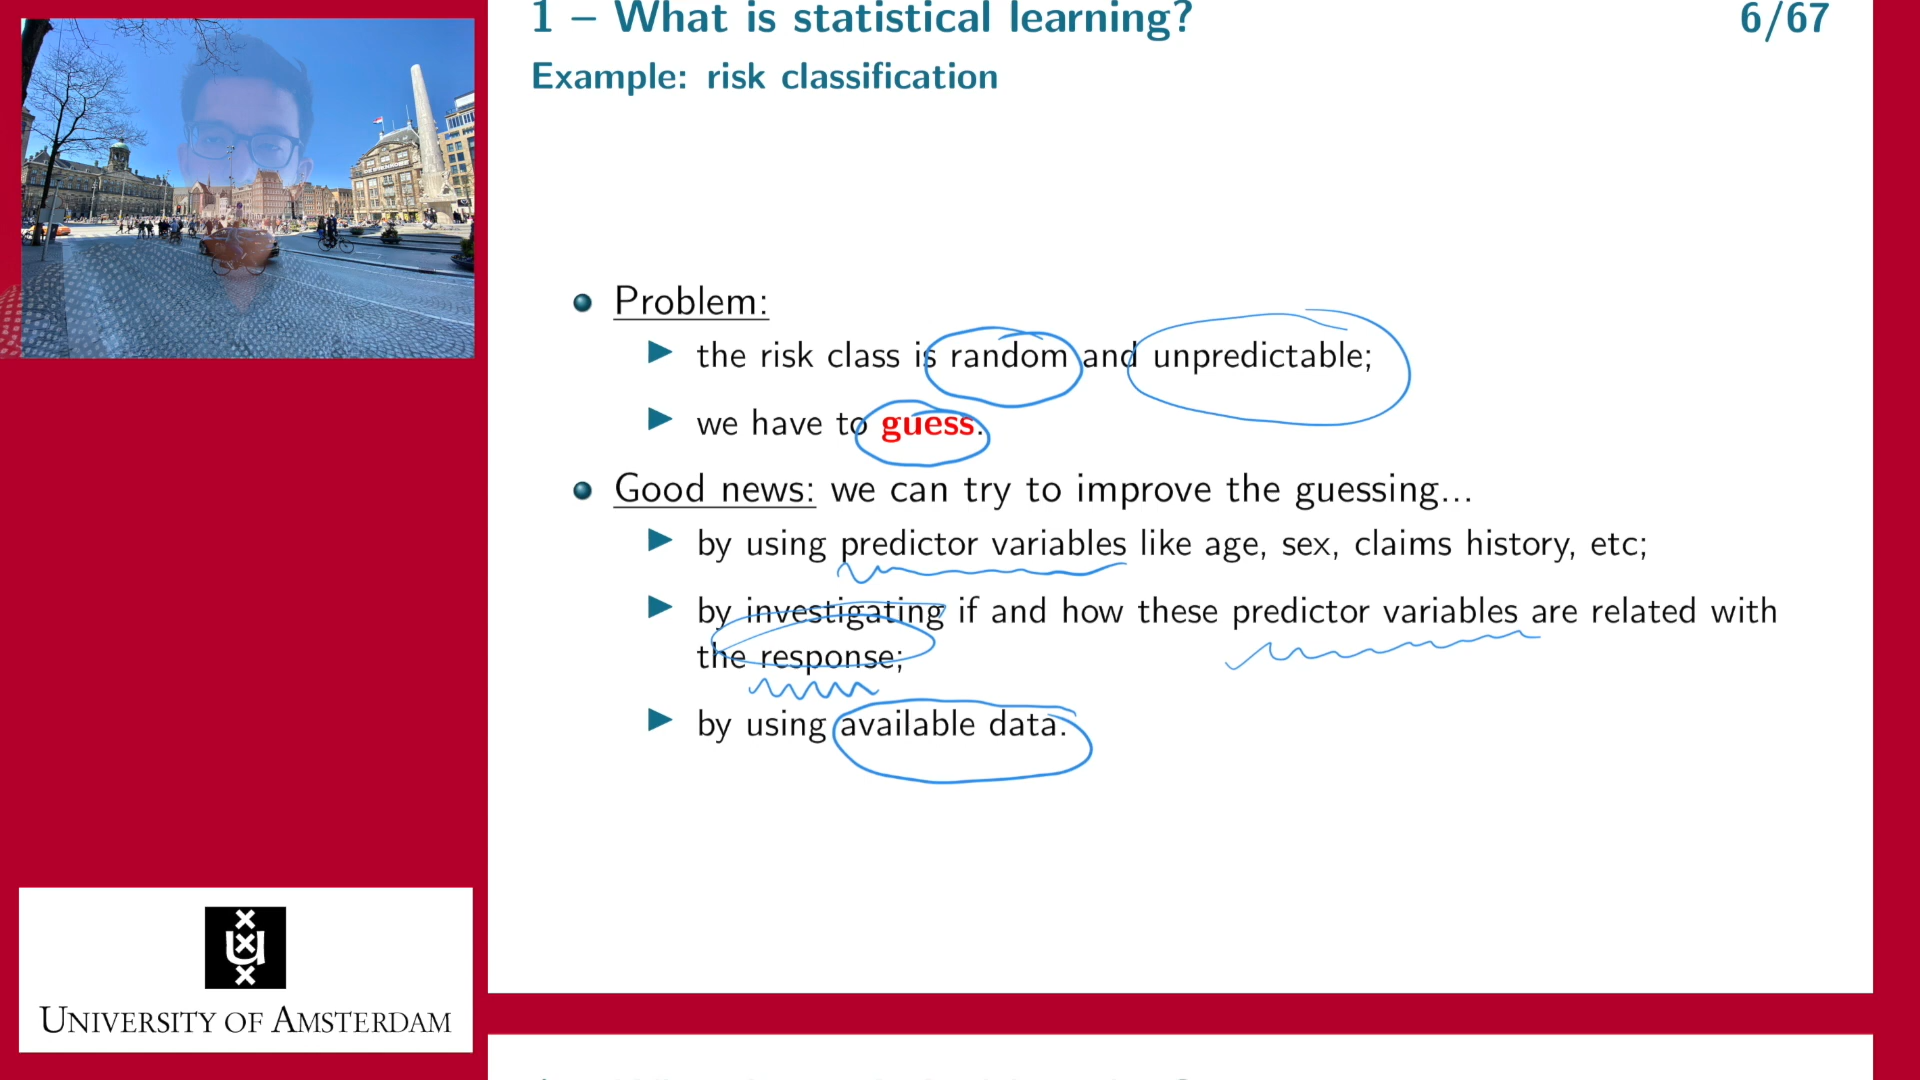 1 – What is statistical learning?
6/67
Example: risk classification
Problem:
the risk class is random and unpredictable;
we have to guess.
Good news: we can try to improve the guessing...
by using predictor variables like age, sex, claims history, etc;
by investigating if and how these predictor variables are related with
the response;
by using available data.
U
UNIVERSITY OF AMSTERDAM